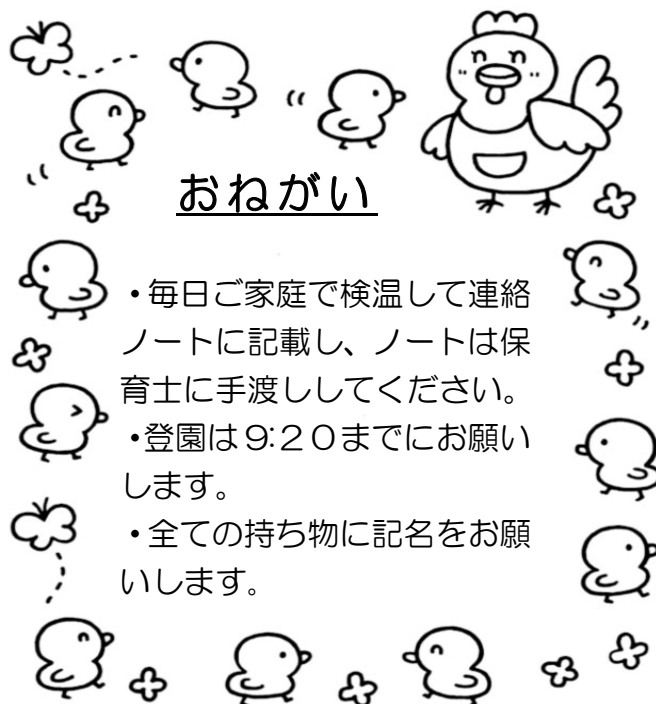 おねがい
・毎日ご家庭で検温して連絡
ノートに記載し、ノートは保
育士に手渡ししてください。
・登園は9:20までにお願い
します。
・全ての持ち物に記名をお願
いします。